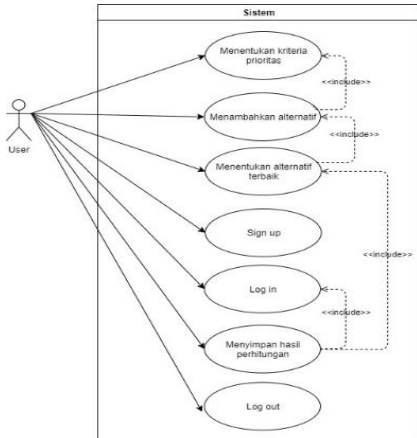 Sistem
Menentukan kriteria
prioritas
<<include>>
Menambahkan alternatif
<<include>>
User
Menentukan alternatif
terbaik
Sign up
<<include>>
Log in
<<include>>
Menyimpan hasil
perhitungan
Log out